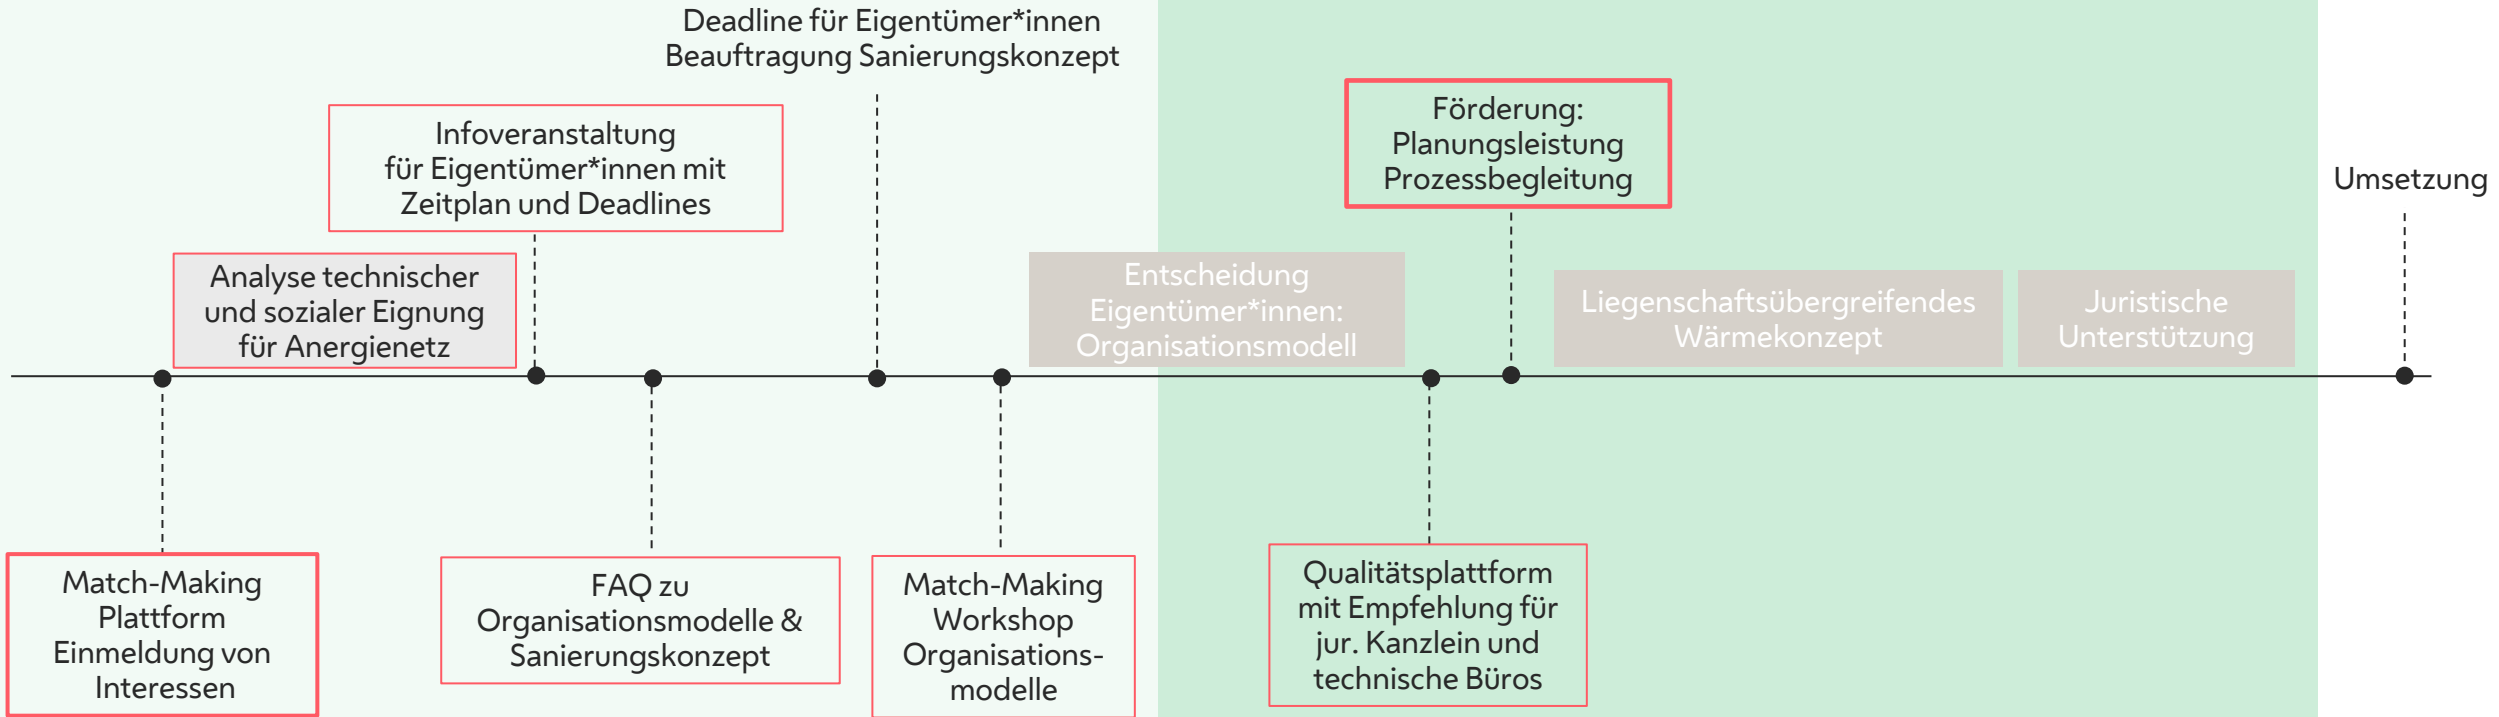 Deadline für Eigentümer*innen
Beauftragung Sanierungskonzept
Infoveranstaltung
für Eigentümer*innen mit
Zeitplan und Deadlines
Förderung:
Planungsleistung
Prozessbegleitung
Umsetzung
Analyse technischer
und sozialer Eignung
für Anergienetz
Entscheidung
Eigentümer*innen:
Organisationsmodell
Liegenschaftsübergreifendes
Wärmekonzept
Juristische
Unterstützung
Match-Making
Plattform
Einmeldung von
Interessen
FAQ zu
Organisationsmodelle &
Sanierungskonzept
Match-Making
Workshop
Organisations-
modelle
Qualitätsplattform
mit Empfehlung für
jur. Kanzlein und
technische Büros